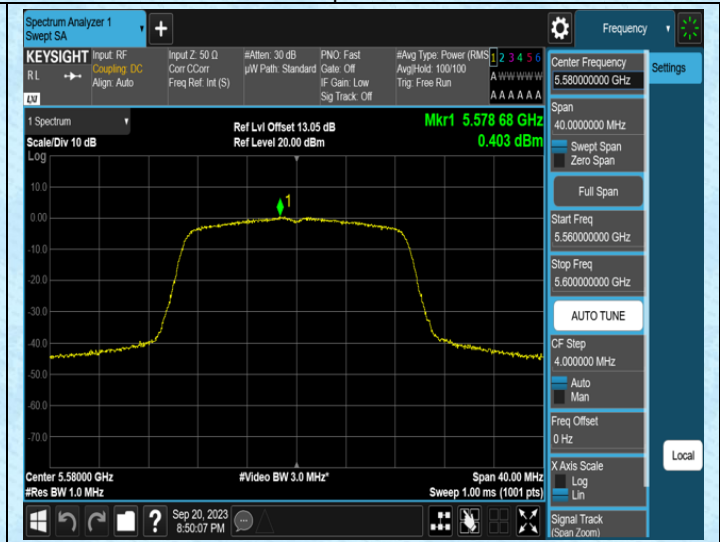 Spectrum Analyzer 1
Swept SA
+
Frequency
KEYSIGHT
RL
LXI
Input: RF
Coupling: DC
Align: Auto
Input Z: 50 Ω
Corr CCorr
Freq Ref: Int (S)
#Atten: 30 dB
µW Path: Standard
PNO: Fast
Gate: Off
IF Gain: Low
Sig Track: Off
#Avg Type: Power (RMS
Avg|Hold: 100/100
Trig: Free Run
1 2 3 4 5 6
A W W W W W
A A A A A A
1 Spectrum
Scale/Div 10 dB
Log
Ref Lvl Offset 13.05 dB
Ref Level 20.00 dBm
Mkr1 5.578 68 GHz
0.403 dBm
1
10.0
0.00
-10.0
-20.0
-30.0
-40.0
-50.0
-60.0
-70.0
Center 5.58000 GHz
#Res BW 1.0 MHz
#Video BW 3.0 MHz*
Span 40.00 MHz
Sweep 1.00 ms (1001 pts)
?
Sep 20, 2023
8:50:07 PM
Center Frequency
5.580000000 GHz
Span
40.0000000 MHz
Swept Span
Zero Span
Full Span
Start Freq
5.560000000 GHz
Stop Freq
5.600000000 GHz
AUTO TUNE
CF Step
4.000000 MHz
Auto
Man
Freq Offset
0 Hz
X Axis Scale
Log
Lin
Signal Track
(Span Zoom)
Settings
Local